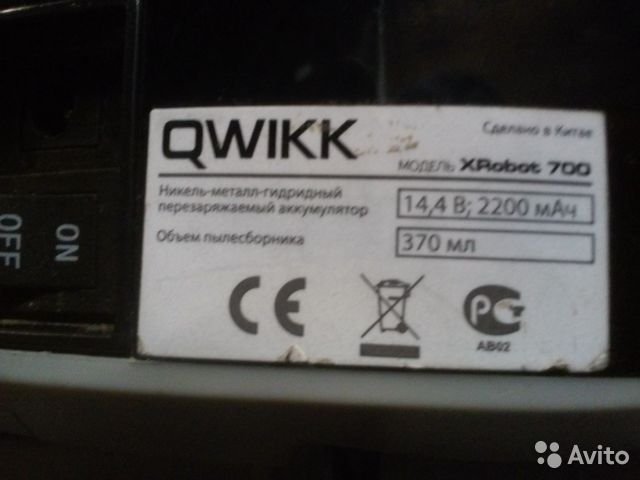 QWIKK
Сделано в Китае
МОДЕЛЬ XRobot 700
Никель-металл-гидридный
перезаряжаемый аккумулятор
14,4 В; 2200 мАч
Объем пылесборника
370 мл
CE
РС
АВ02
ON
OFF
Avito